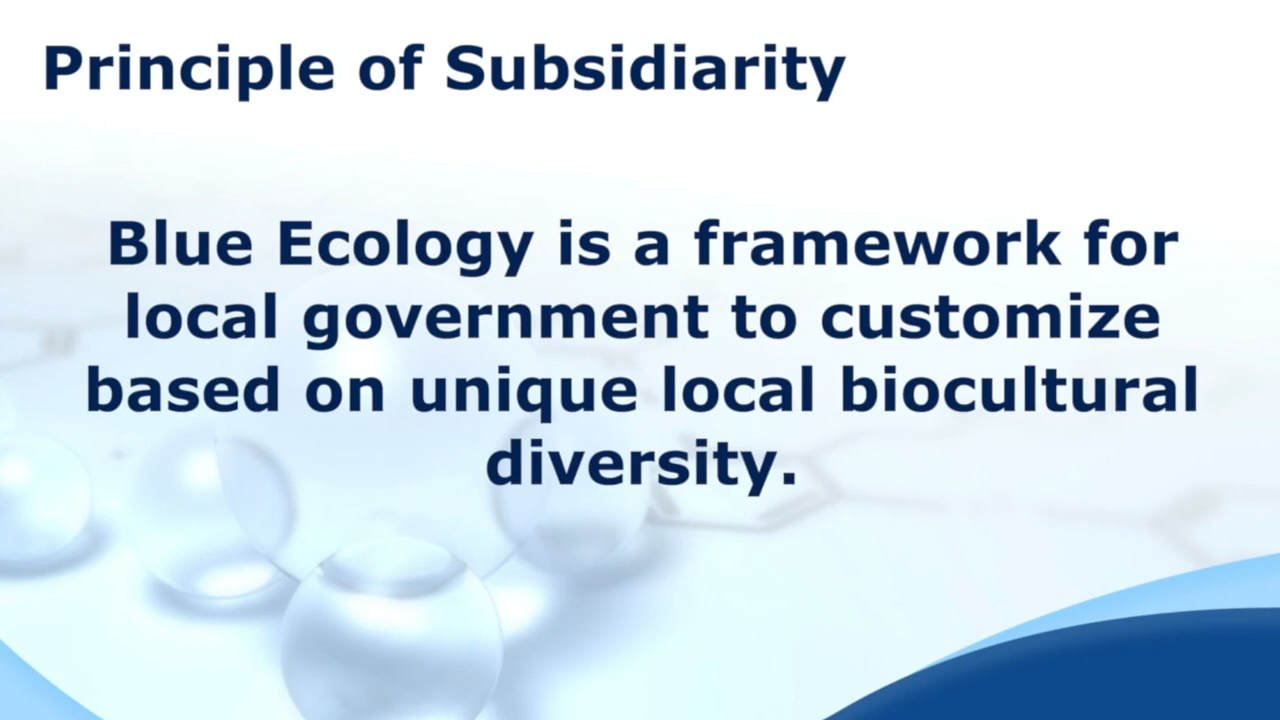 Principle of Subsidiarity
Blue Ecology is a framework for
local government to customize
based on unique local biocultural
diversity.